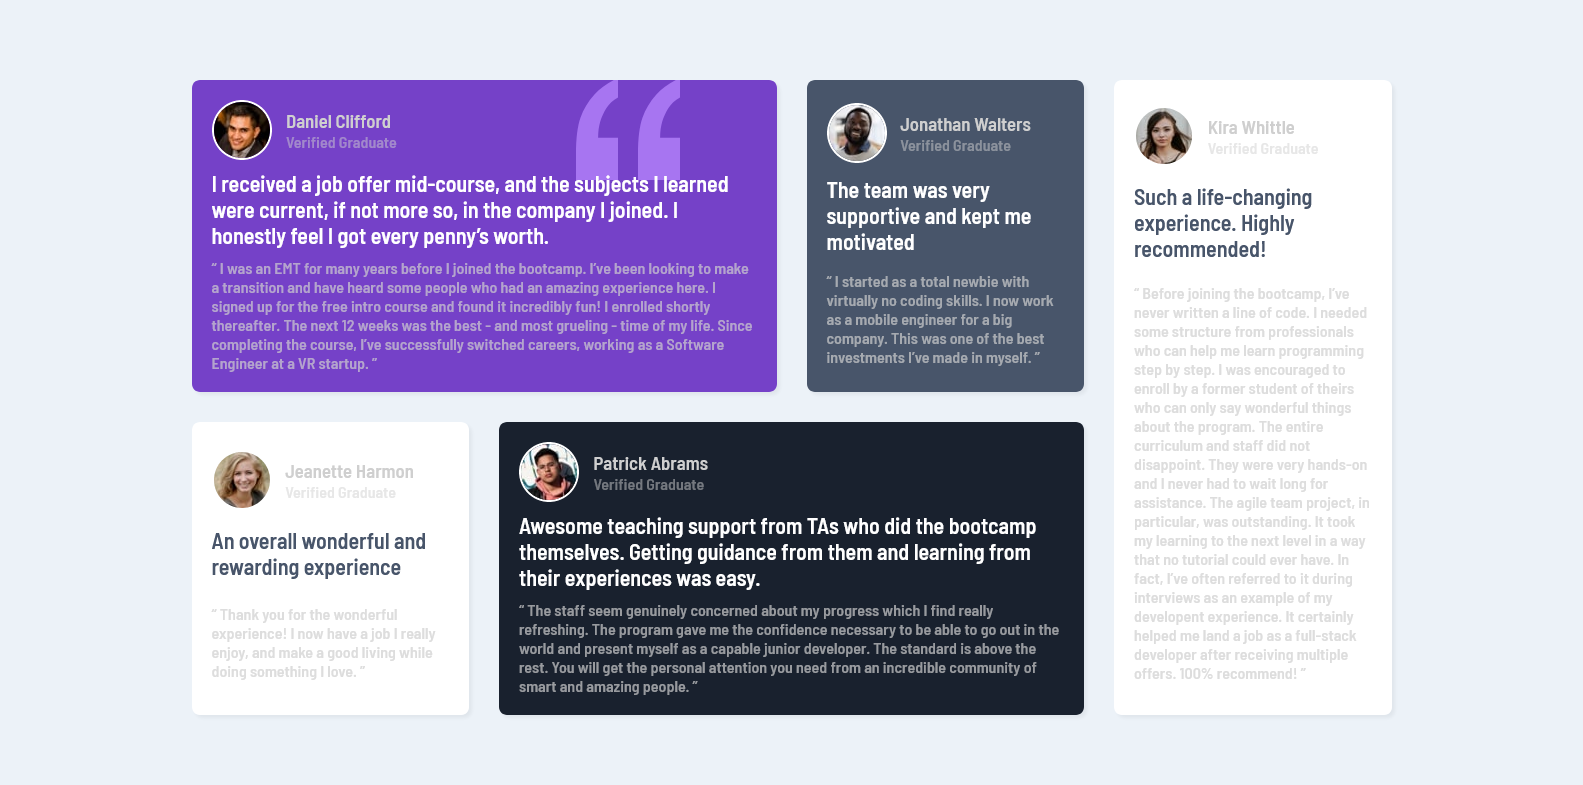 Daniel Clifford
Verified Graduate
I received a job offer mid-course, and the subjects I learned
were current, if not more so, in the company I joined. I
honestly feel I got every penny’s worth.
“ I was an EMT for many years before I joined the bootcamp. I’ve been looking to make
a transition and have heard some people who had an amazing experience here. I
signed up for the free intro course and found it incredibly fun! I enrolled shortly
thereafter. The next 12 weeks was the best - and most grueling - time of my life. Since
completing the course, I’ve successfully switched careers, working as a Software
Engineer at a VR startup. ”
Jonathan Walters
Verified Graduate
The team was very
supportive and kept me
motivated
“ I started as a total newbie with
virtually no coding skills. I now work
as a mobile engineer for a big
company. This was one of the best
investments I’ve made in myself. ”
Kira Whittle
Verified Graduate
Such a life-changing
experience. Highly
recommended!
“ Before joining the bootcamp, I’ve
never written a line of code. I needed
some structure from professionals
who can help me learn programming
step by step. I was encouraged to
enroll by a former student of theirs
who can only say wonderful things
about the program. The entire
curriculum and staff did not
disappoint. They were very hands-on
and I never had to wait long for
assistance. The agile team project, in
particular, was outstanding. It took
my learning to the next level in a way
that no tutorial could ever have. In
fact, I’ve often referred to it during
interviews as an example of my
developent experience. It certainly
helped me land a job as a full-stack
developer after receiving multiple
offers. 100% recommend! ”
Jeanette Harmon
Verified Graduate
An overall wonderful and
rewarding experience
“ Thank you for the wonderful
experience! I now have a job I really
enjoy, and make a good living while
doing something I love. ”
Patrick Abrams
Verified Graduate
Awesome teaching support from TAs who did the bootcamp
themselves. Getting guidance from them and learning from
their experiences was easy.
“ The staff seem genuinely concerned about my progress which I find really
refreshing. The program gave me the confidence necessary to be able to go out in the
world and present myself as a capable junior developer. The standard is above the
rest. You will get the personal attention you need from an incredible community of
smart and amazing people. ”